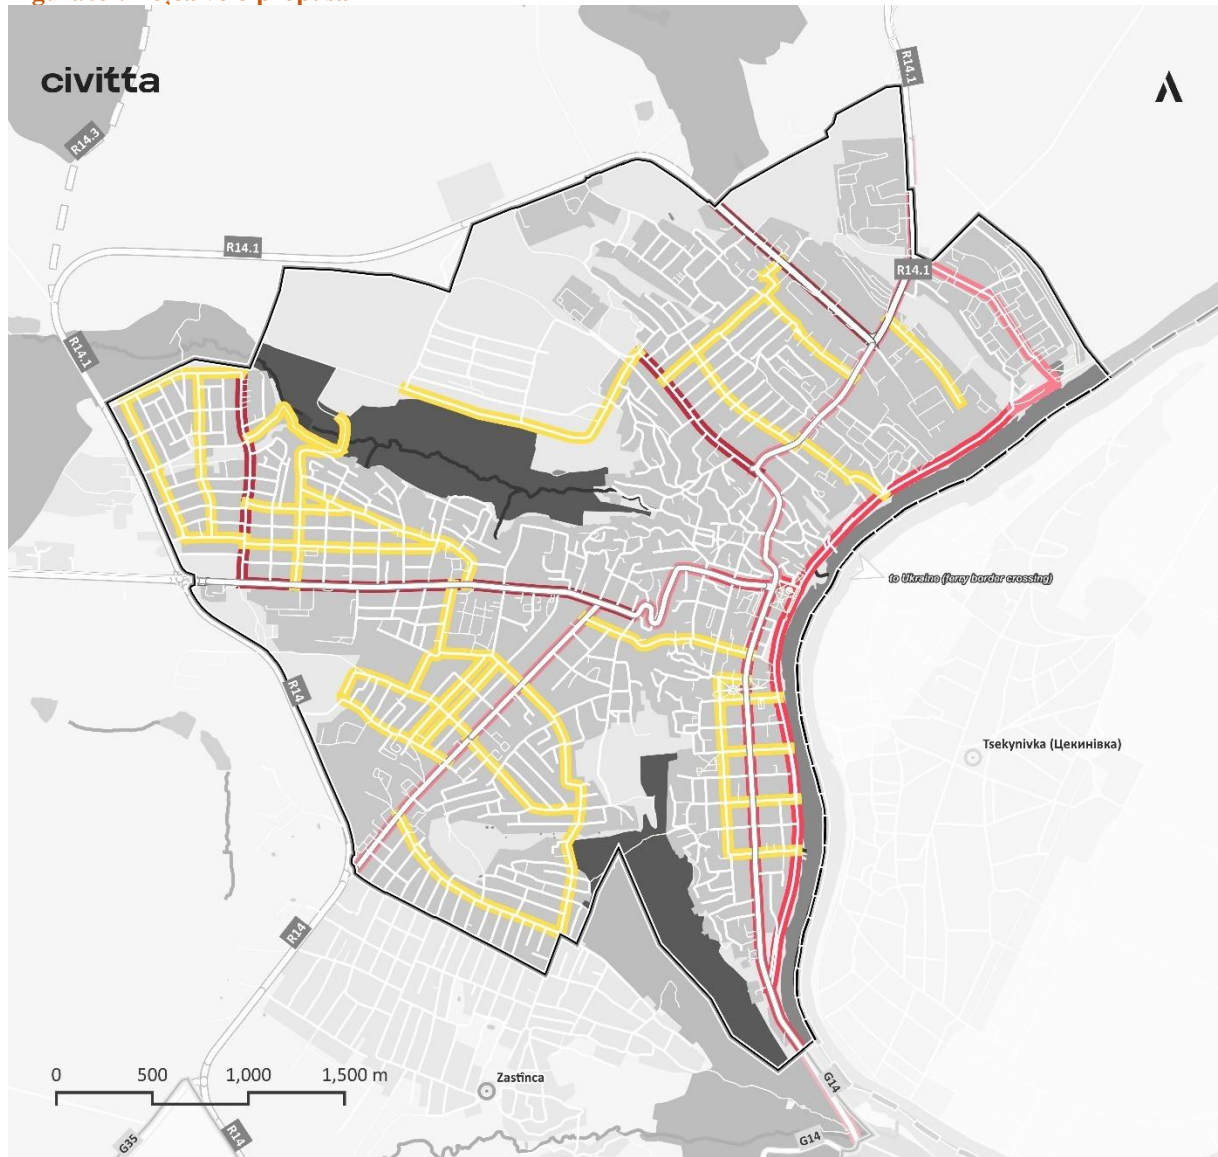 civitta
R14.1
R14.3
R14.1
R14.1
R14.1
to Ukraine (ferry border crossing)
R14
Tsekynivka (Цекинівка)
R14
0 500 1,000 1,500 m
Zastînca
G14
G35
R14
G14